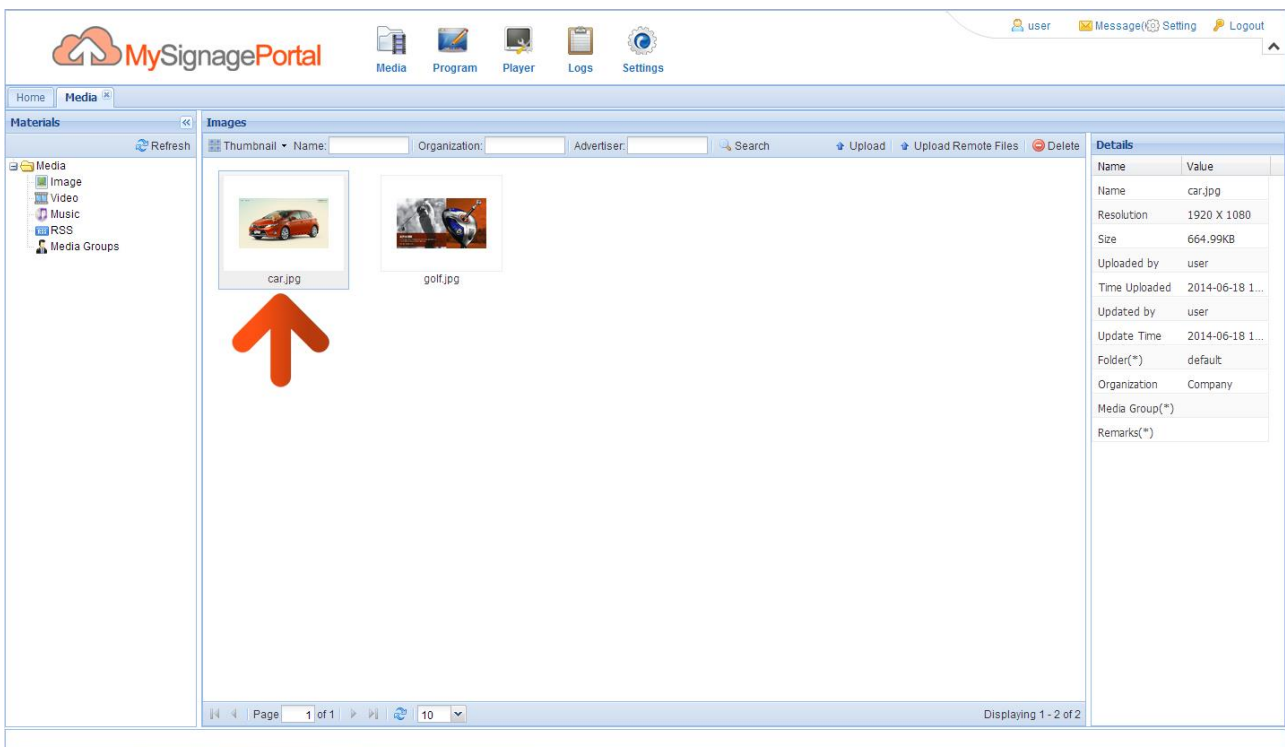 user Message( Setting Logout
MySignagePortal
Media Program Player Logs Settings
Home Media
Materials
Refresh
Media
Image
Video
Music
RSS
Media Groups
Images
Thumbnail Name: Organization: Advertiser: Search Upload Upload Remote Files Delete
car.jpg golf.jpg
Details
Name Value
Name car.jpg
Resolution 1920 X 1080
Size 664.99KB
Uploaded by user
Time Uploaded 2014-06-18 1...
Updated by user
Update Time 2014-06-18 1...
Folder(*) default
Organization Company
Media Group(*)
Remarks(*)
Page 1 of 1 10 Displaying 1 - 2 of 2